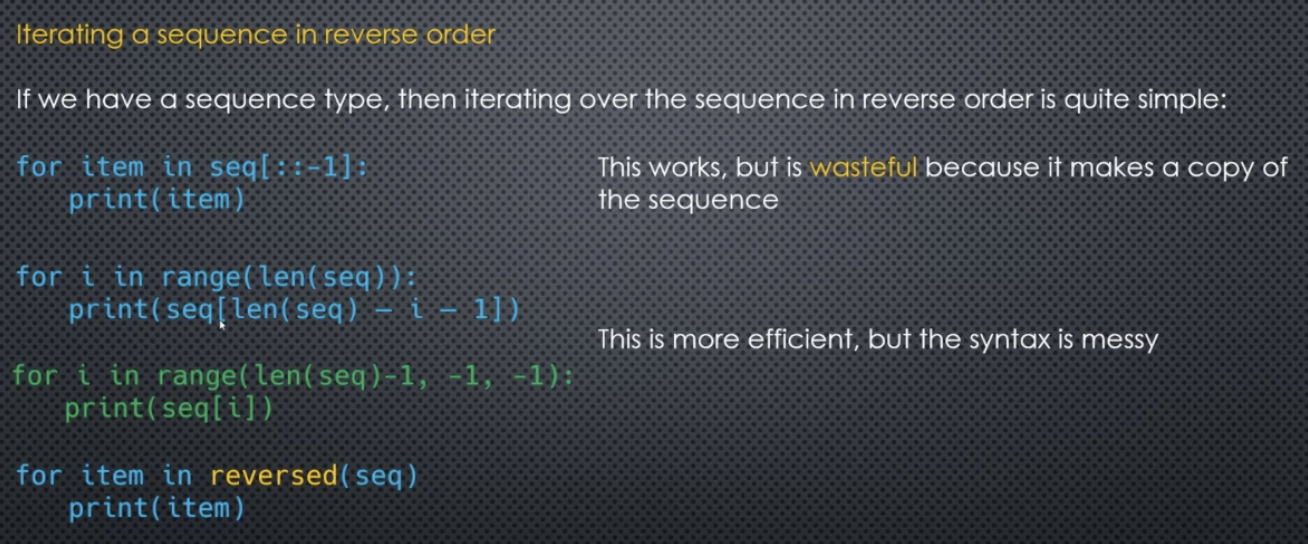 Iterating a sequence in reverse order
If we have a sequence type, then iterating over the sequence in reverse order is quite simple:
for item in seq[::-1]:
print(item)
This works, but is wasteful because it makes a copy of
the sequence
for i in range(len(seq)):
print(seq[len(seq) – i – 1])
This is more efficient, but the syntax is messy
for i in range(len(seq)-1, -1, -1):
print(seq[i])
for item in reversed(seq)
print(item)